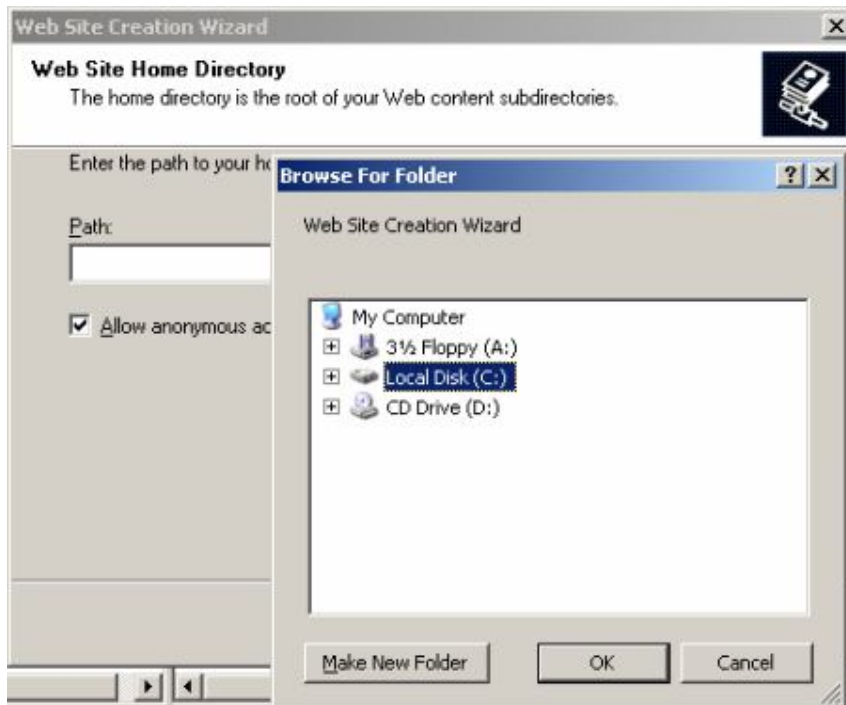 Web Site Creation Wizard
Web Site Home Directory
The home directory is the root of your Web content subdirectories.
Enter the path to your
Path:
Allow anonymous
Browse For Folder
Web Site Creation Wizard
My Computer
3½ Floppy (A:)
Local Disk (C:)
CD Drive (D:)
Make New Folder
OK
Cancel